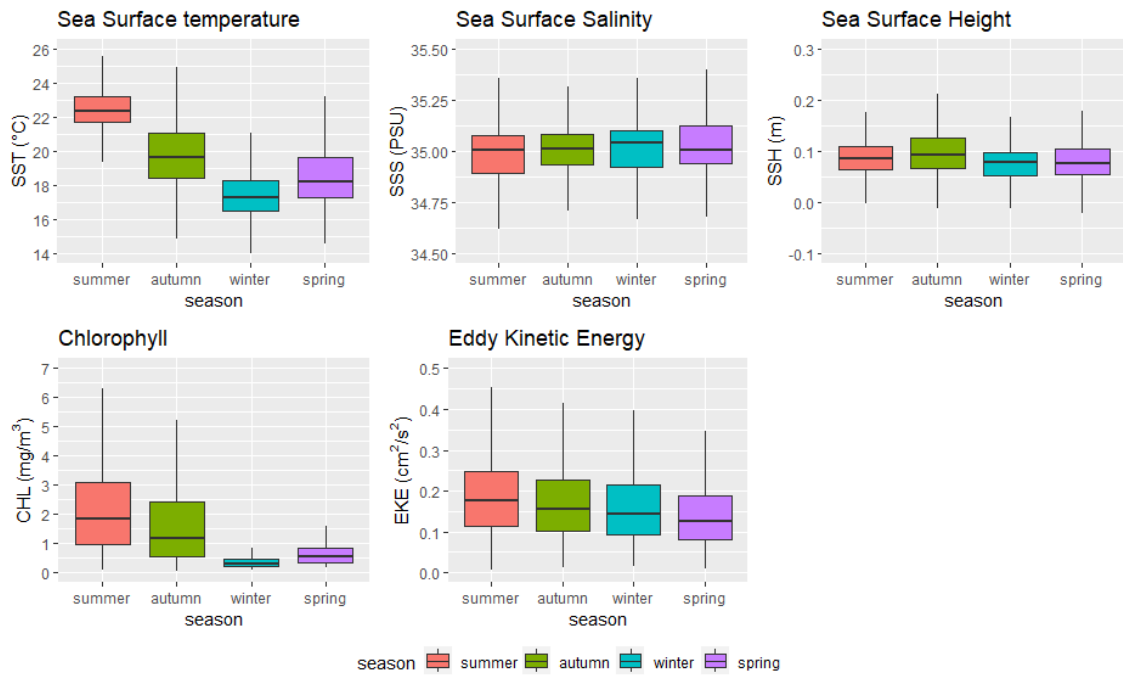 Sea Surface temperature
26
24
22
20
18
16
14
SST (°C)
summer autumn winter spring
season
Sea Surface Salinity
35.50
35.25
35.00
34.75
34.50
SSS (PSU)
summer autumn winter spring
season
Sea Surface Height
0.3
0.2
0.1
0.0
-0.1
SSH (m)
summer autumn winter spring
season
Chlorophyll
7
6
5
4
3
2
1
0
CHL (mg/m³)
summer autumn winter spring
season
Eddy Kinetic Energy
0.5
0.4
0.3
0.2
0.1
0.0
EKE (cm²/s²)
summer autumn winter spring
season
season summer autumn winter spring